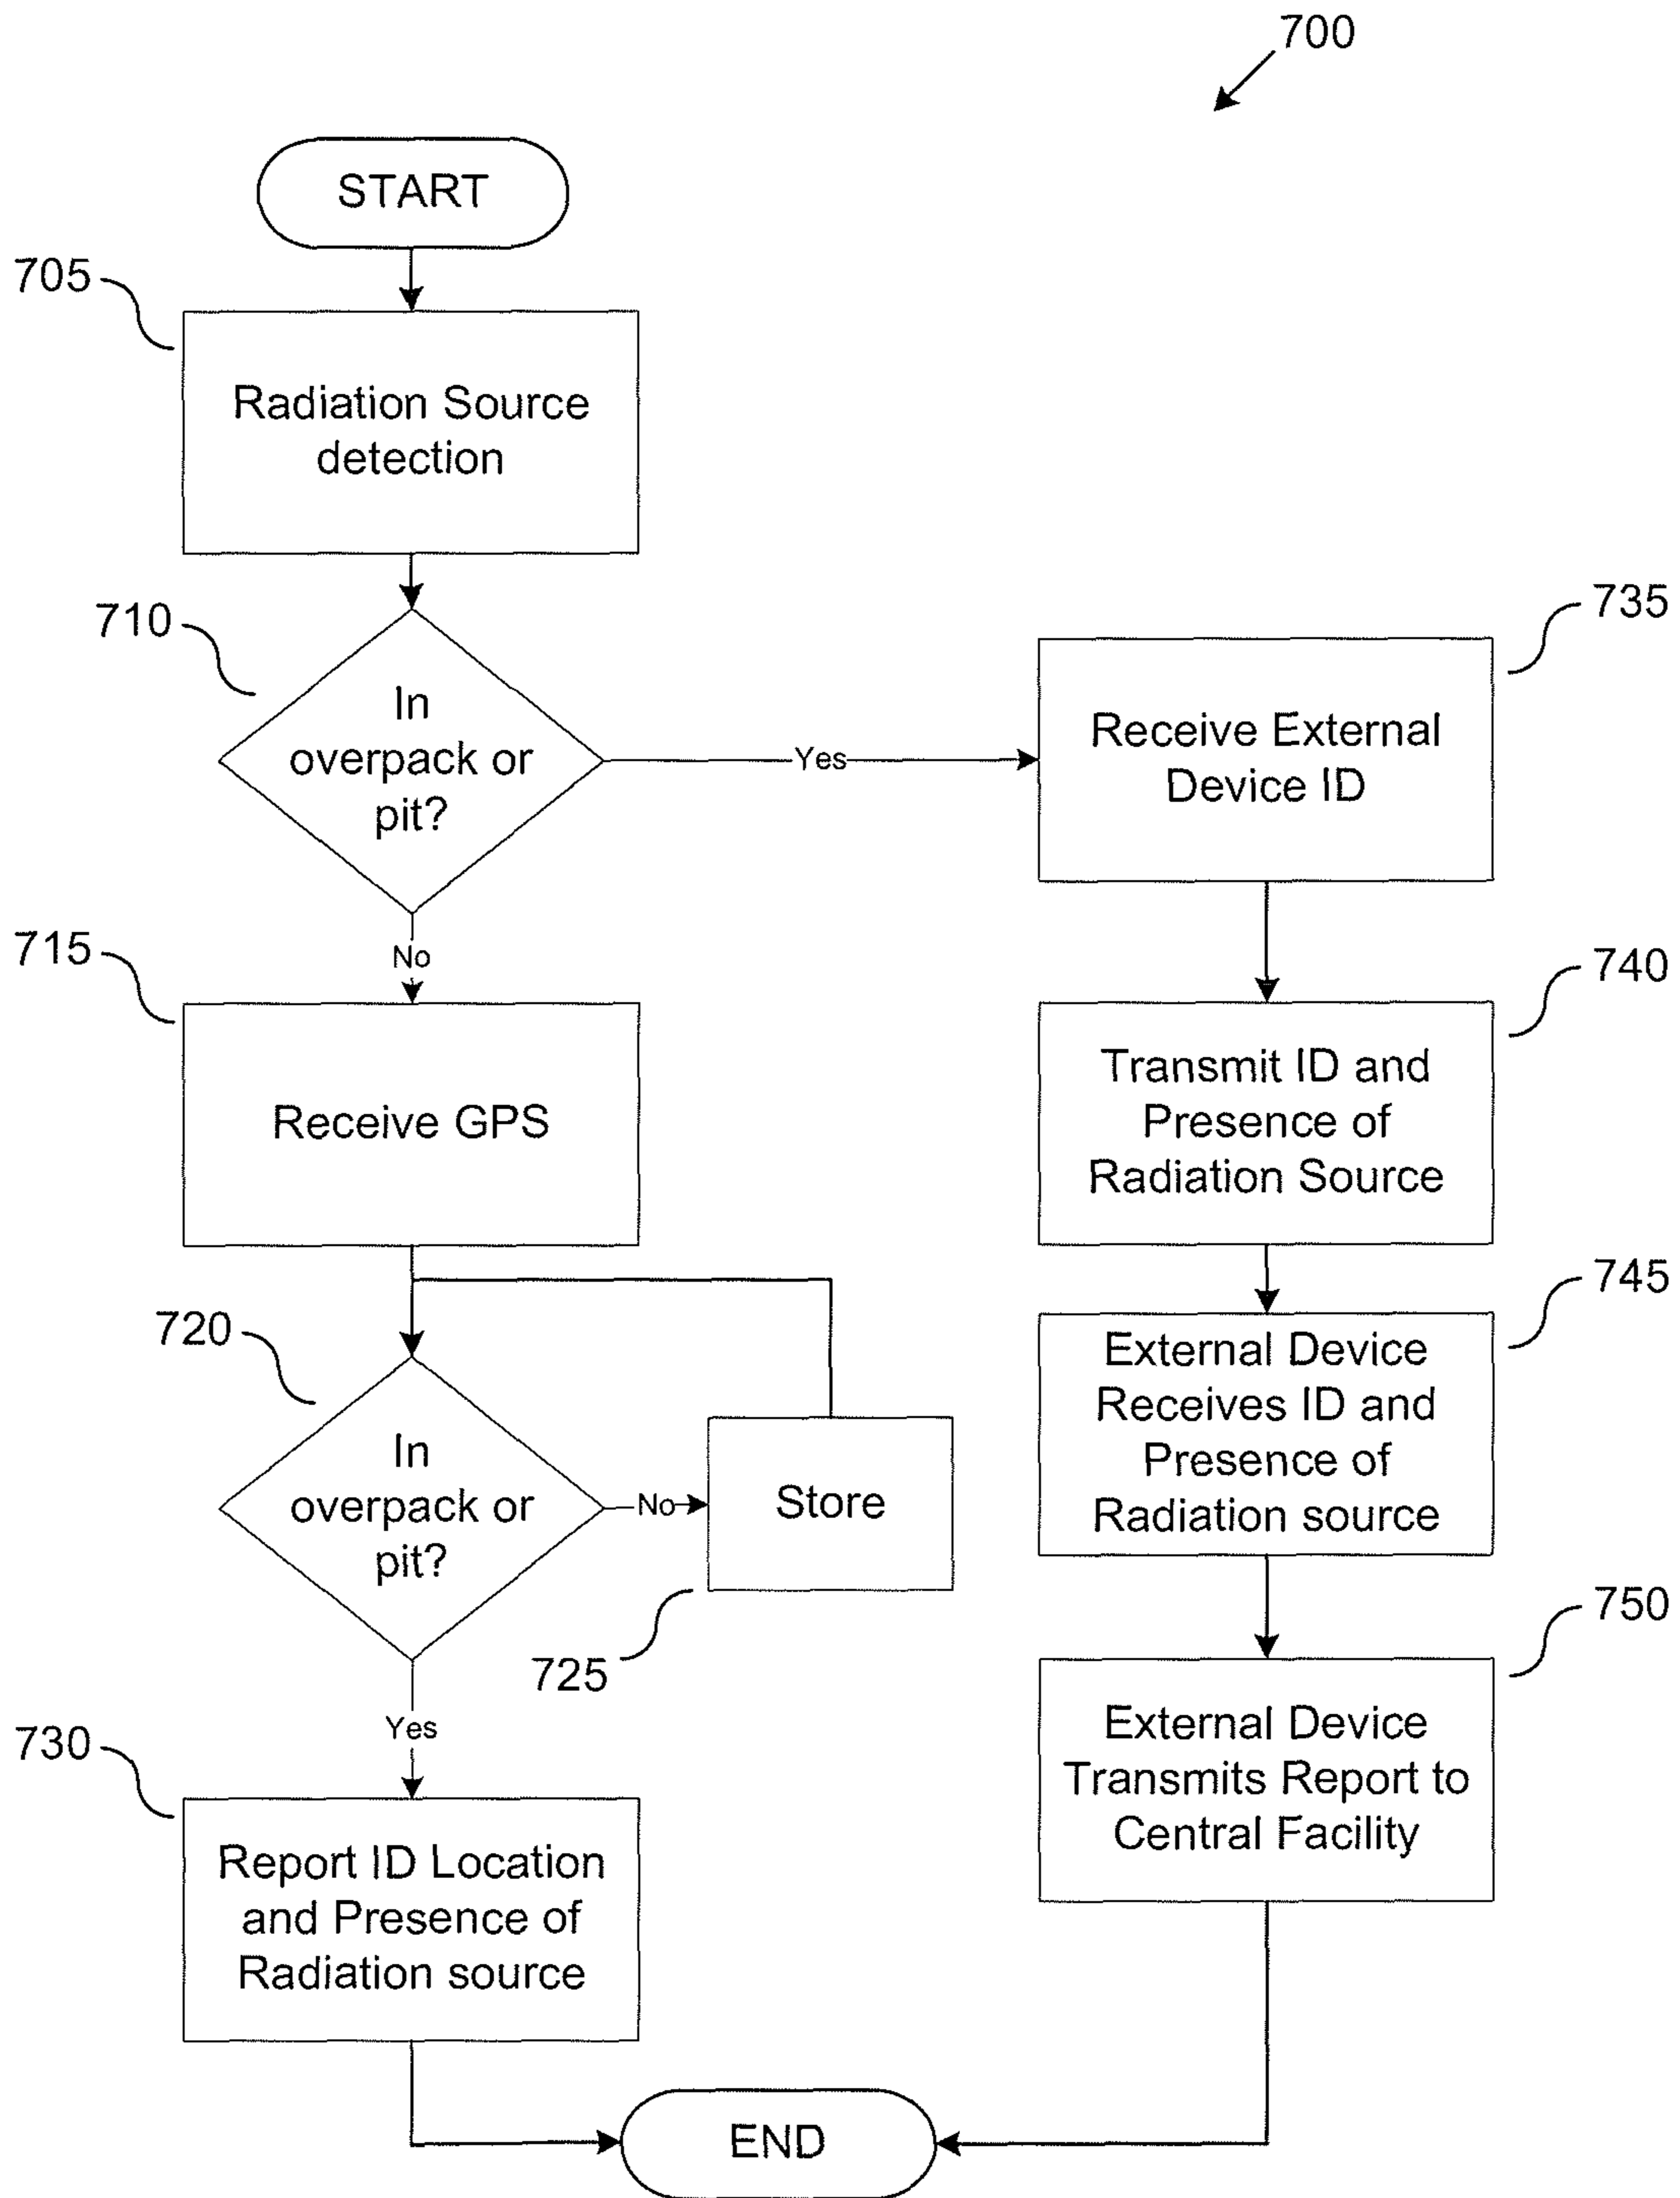 700
START
705
Radiation Source
detection
710
In
overpack or
pit?
Yes
735
Receive External
Device ID
No
715
Receive GPS
740
Transmit ID and
Presence of
Radiation Source
720
In
overpack or
pit?
No
Store
725
745
External Device
Receives ID and
Presence of
Radiation source
Yes
730
Report ID Location
and Presence of
Radiation source
750
External Device
Transmits Report to
Central Facility
END